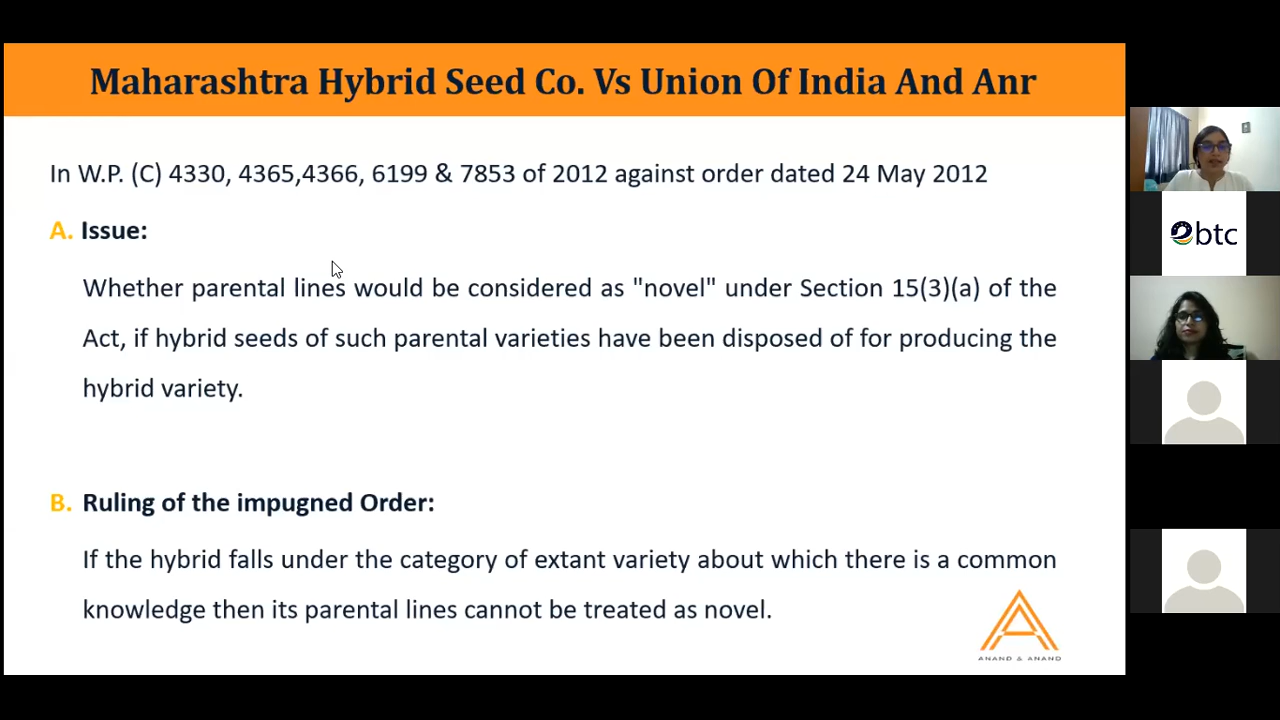 Maharashtra Hybrid Seed Co. Vs Union Of India And Anr
In W.P. (C) 4330, 4365,4366, 6199 & 7853 of 2012 against order dated 24 May 2012
A. Issue:
Whether parental lines would be considered as "novel" under Section 15(3)(a) of the
Act, if hybrid seeds of such parental varieties have been disposed of for producing the
hybrid variety.
B. Ruling of the impugned Order:
If the hybrid falls under the category of extant variety about which there is a common
knowledge then its parental lines cannot be treated as novel.
ANAND & ANAND
btc